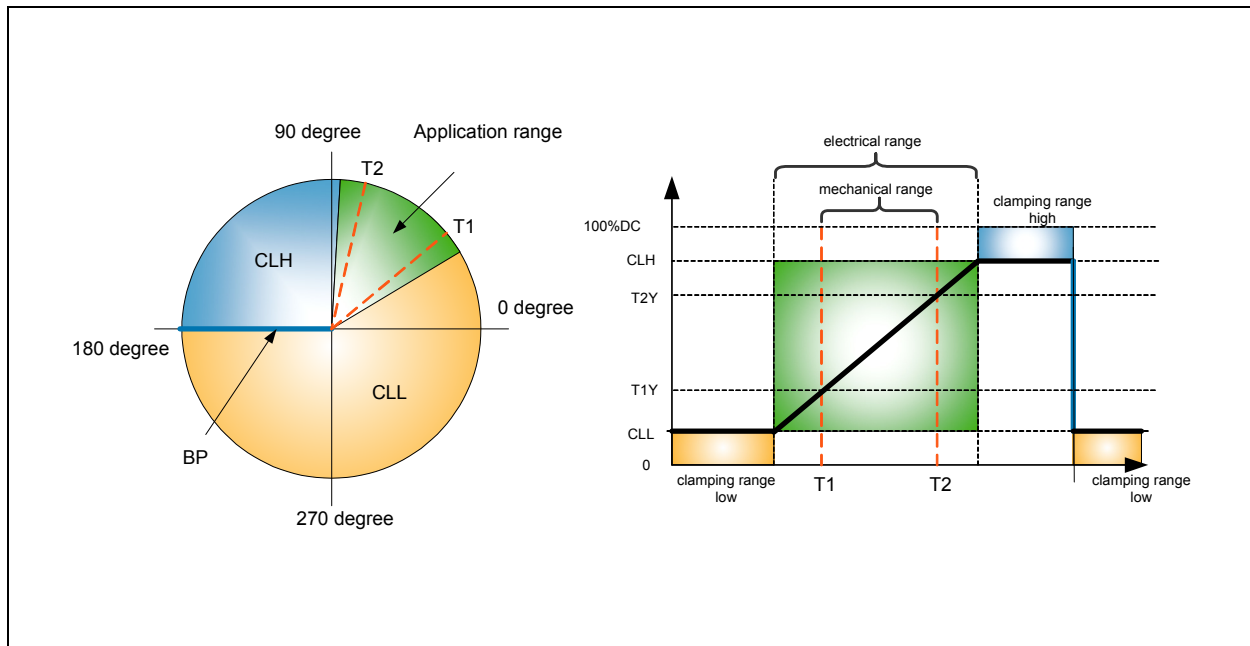 90 degree
Application range
T2
T1
CLH
0 degree
180 degree
CLL
BP
270 degree
electrical range
mechanical range
clamping range
high
100%DC
CLH
T2Y
T1Y
CLL
0
clamping range
low
T1
T2
clamping range
low